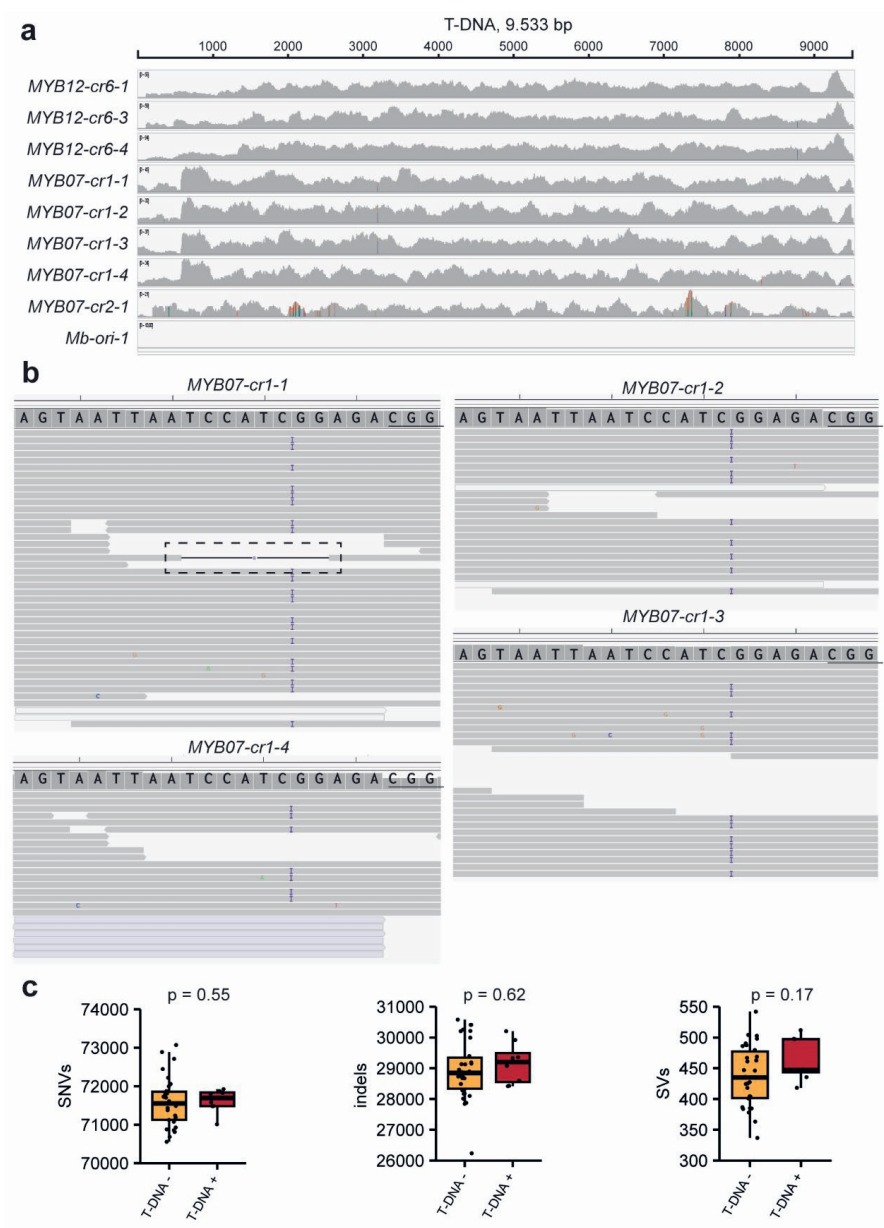 a
T-DNA, 9.533 bp
1000 2000 3000 4000 5000 6000 7000 8000 9000
MYB12-cr6-1
MYB12-cr6-3
MYB12-cr6-4
MYB07-cr1-1
MYB07-cr1-2
MYB07-cr1-3
MYB07-cr1-4
MYB07-cr2-1
Mb-ori-1
b
MYB07-cr1-1
A G T A A T T A A T C C A T C G G A G A C G G
I
G
A
G
C
MYB07-cr1-2
A G T A A T T A A T C C A T C G G A G A C G G
I
T
G
MYB07-cr1-3
A G T A A T T A A T C C A T C G G A G A C G G
I
G
G
G
G C G
MYB07-cr1-4
A G T A A T T A A T C C A T C G G A G A C G G
I
C T
c
p = 0.55
SNVs
74000
73000
72000
71000
70000
T-DNA - T-DNA +
p = 0.62
indels
31000
30000
29000
28000
27000
26000
T-DNA - T-DNA +
p = 0.17
SVs
550
500
450
400
350
300
T-DNA - T-DNA +